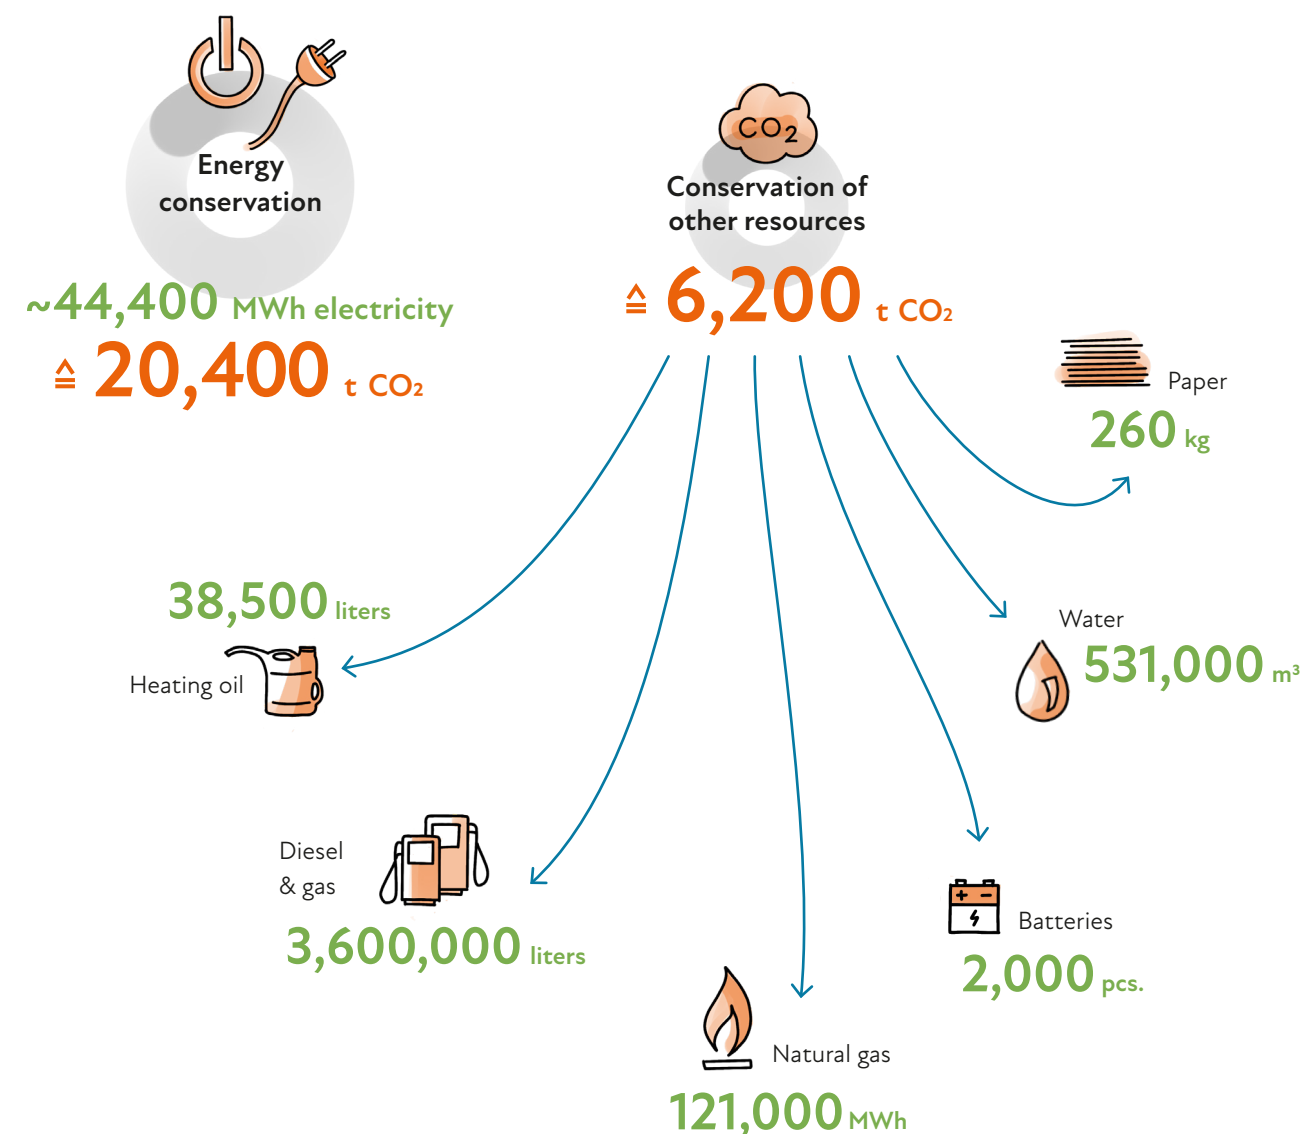 Energy
conservation
~44,400 MWh electricity
≙ 20,400 t CO₂
CO₂
Conservation of
other resources
≙ 6,200 t CO₂
Paper
260 kg
38,500 liters
Heating oil
Water
531,000 m³
Diesel
& gas
3,600,000 liters
Batteries
2,000 pcs.
Natural gas
121,000 MWh